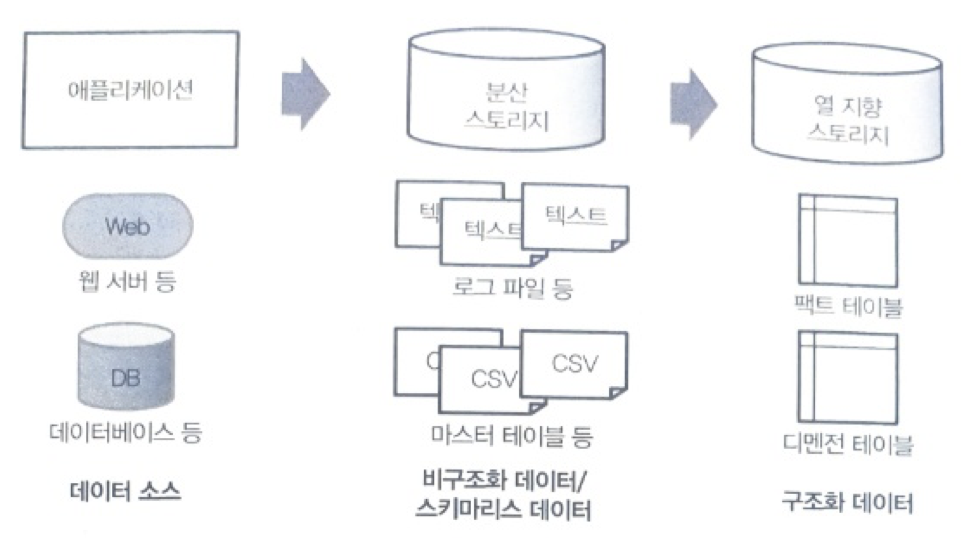 애플리케이션
분산
스토리지
열 지향
스토리지
Web
웹 서버 등
텍스트
텍스트
로그 파일 등
팩트 테이블
DB
데이터베이스 등
CSV
CSV
마스터 테이블 등
디멘전 테이블
데이터 소스
비구조화 데이터/
스키마리스 데이터
구조화 데이터